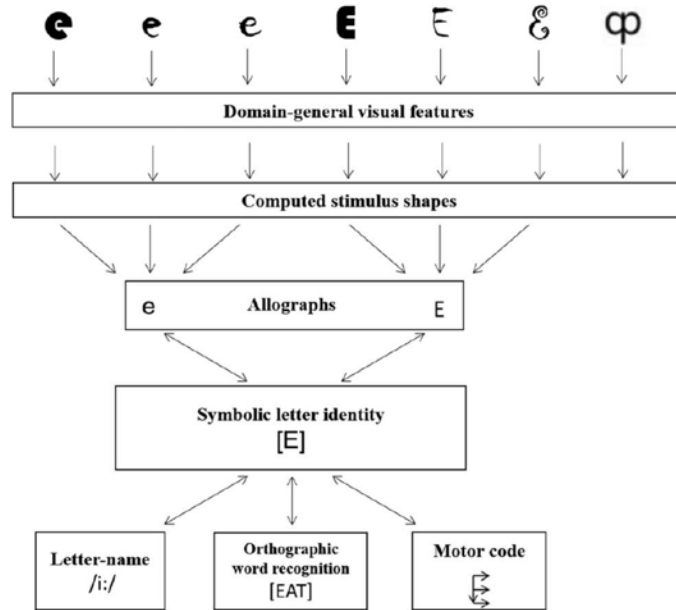 e e e E E ℰ ȹ
Domain-general visual features
Computed stimulus shapes
e Allographs E
Symbolic letter identity
[E]
Letter-name
/i:/
Orthographic
word recognition
[EAT]
Motor code